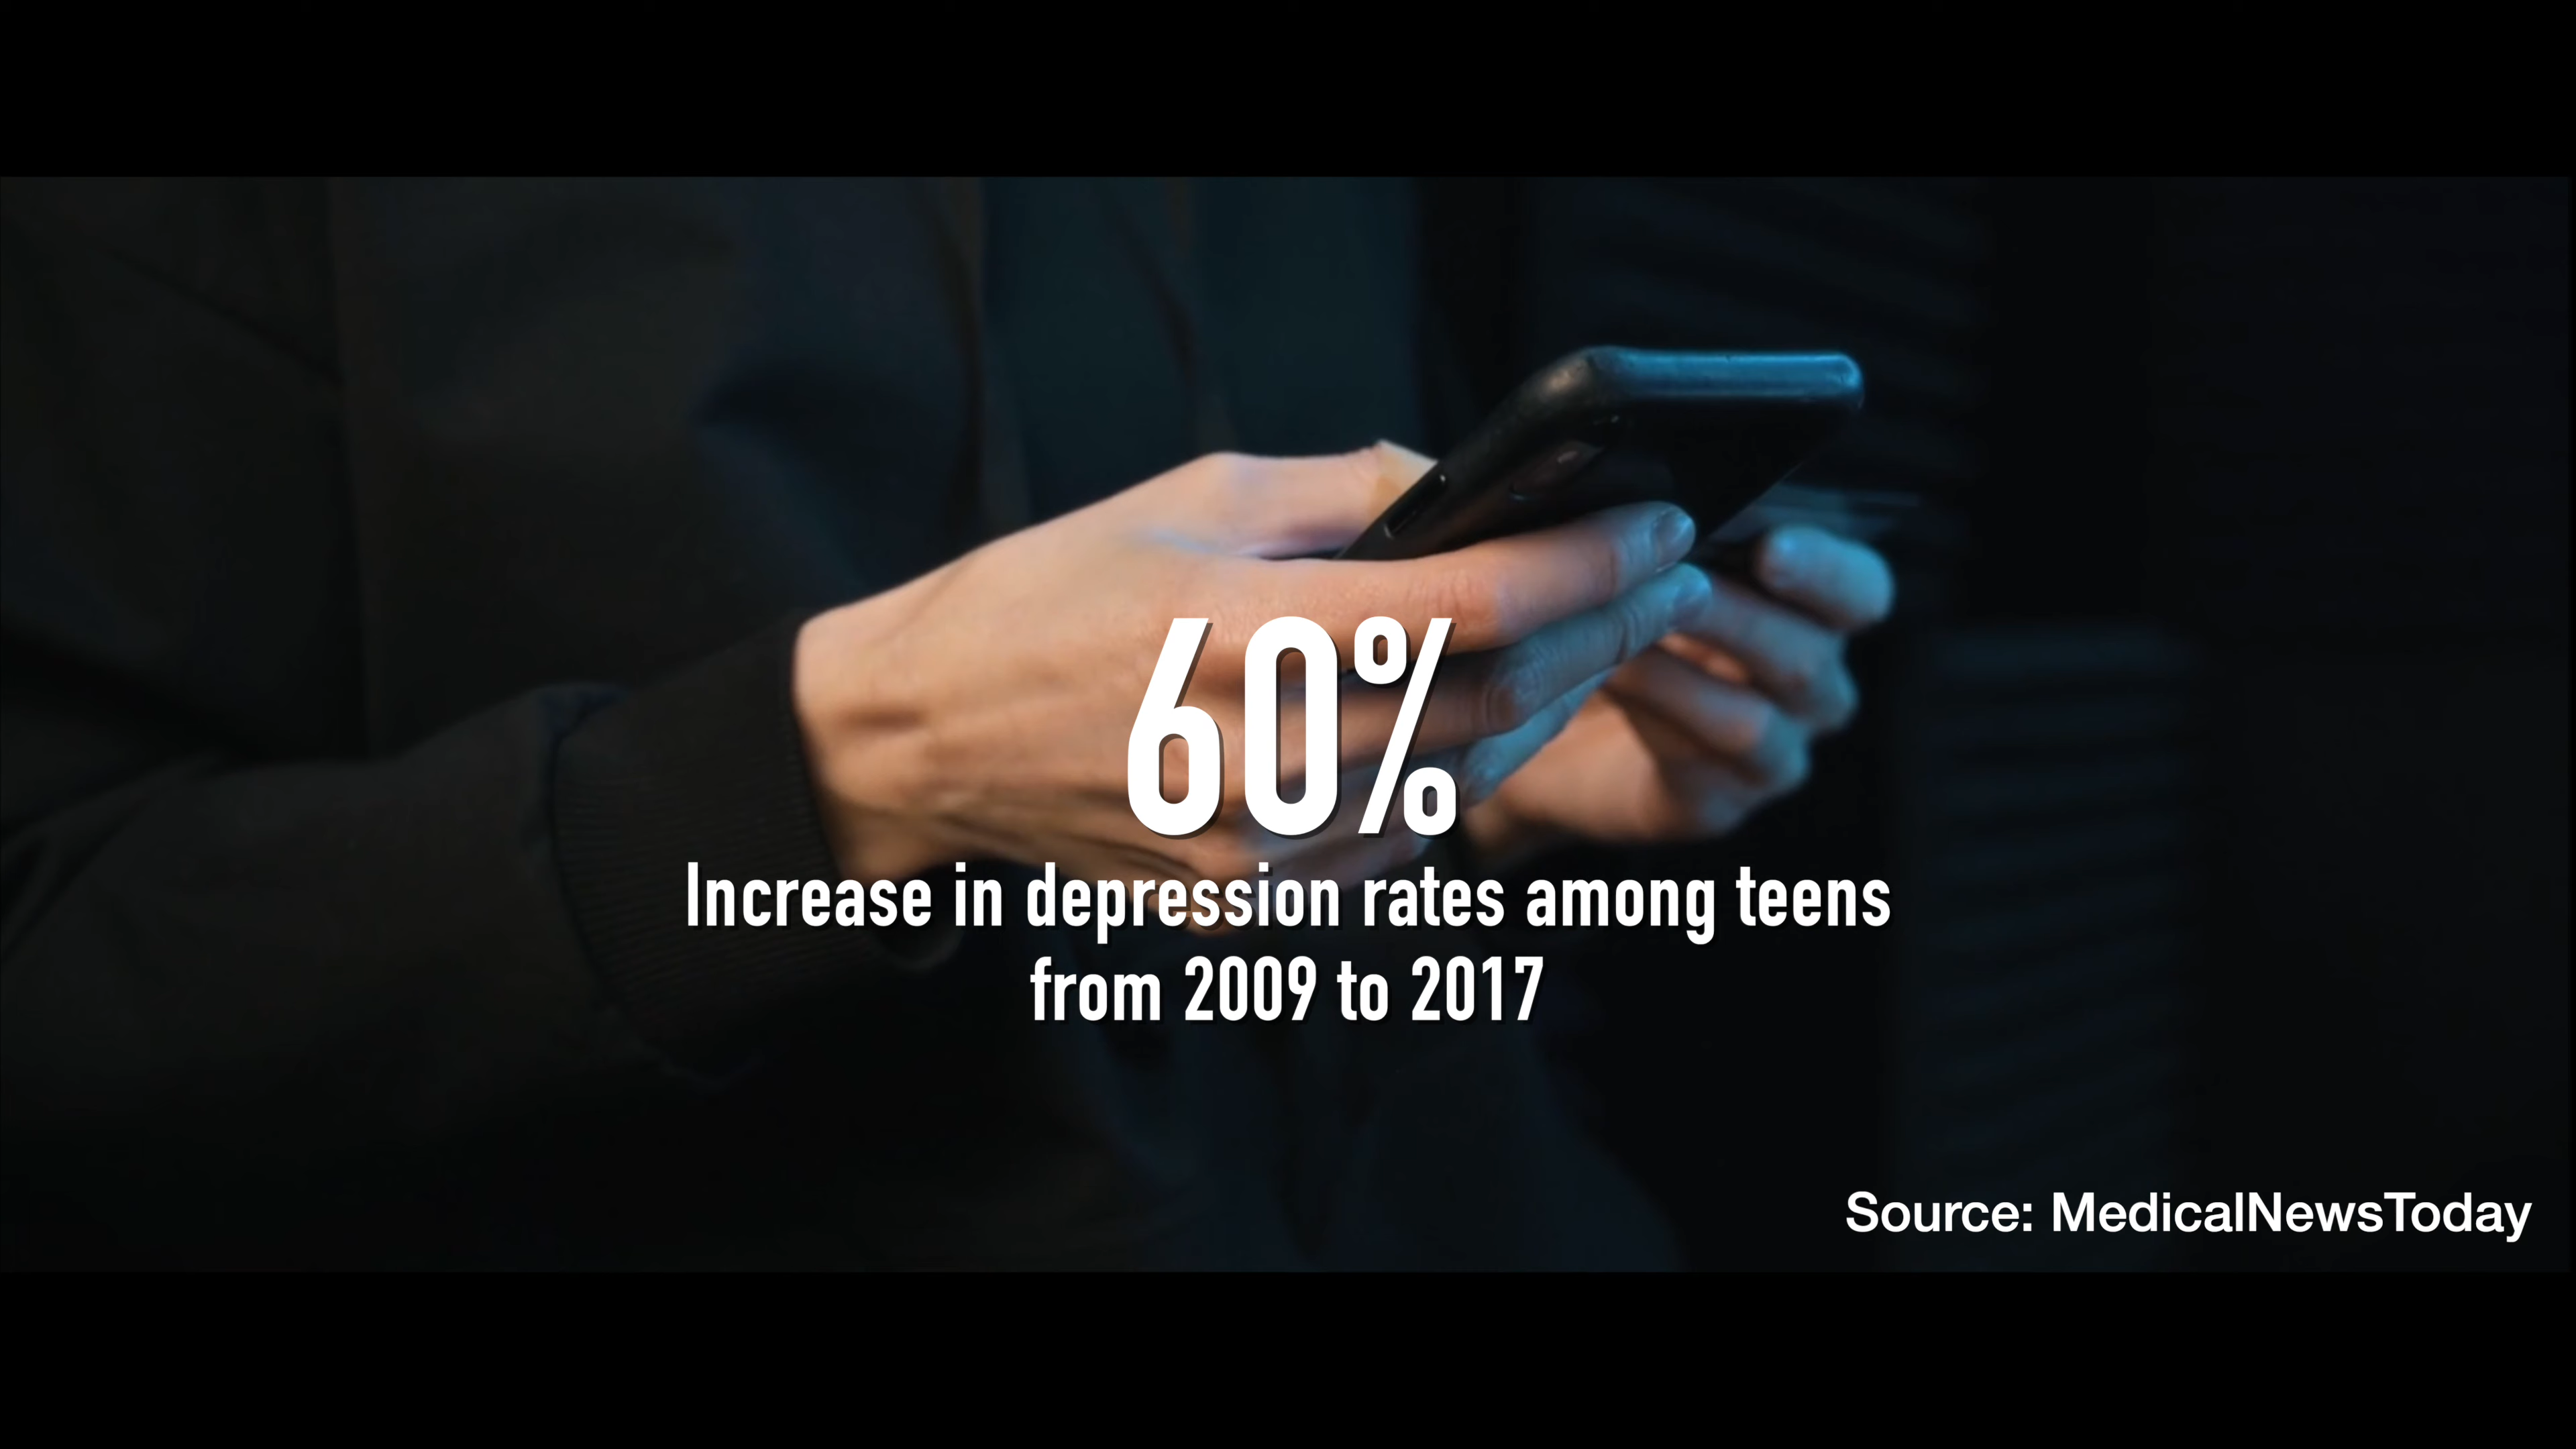 60%
Increase in depression rates among teens
from 2009 to 2017
Source: MedicalNewsToday